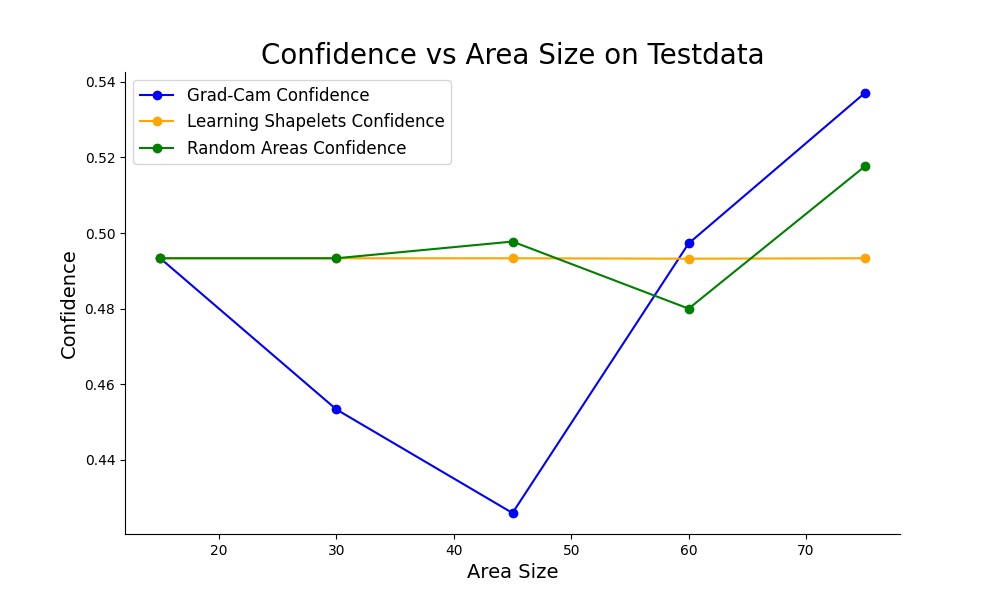 Confidence vs Area Size on Testdata
Grad-Cam Confidence
Learning Shapelets Confidence
Random Areas Confidence
Confidence
0.54
0.52
0.50
0.48
0.46
0.44
20 30 40 50 60 70
Area Size